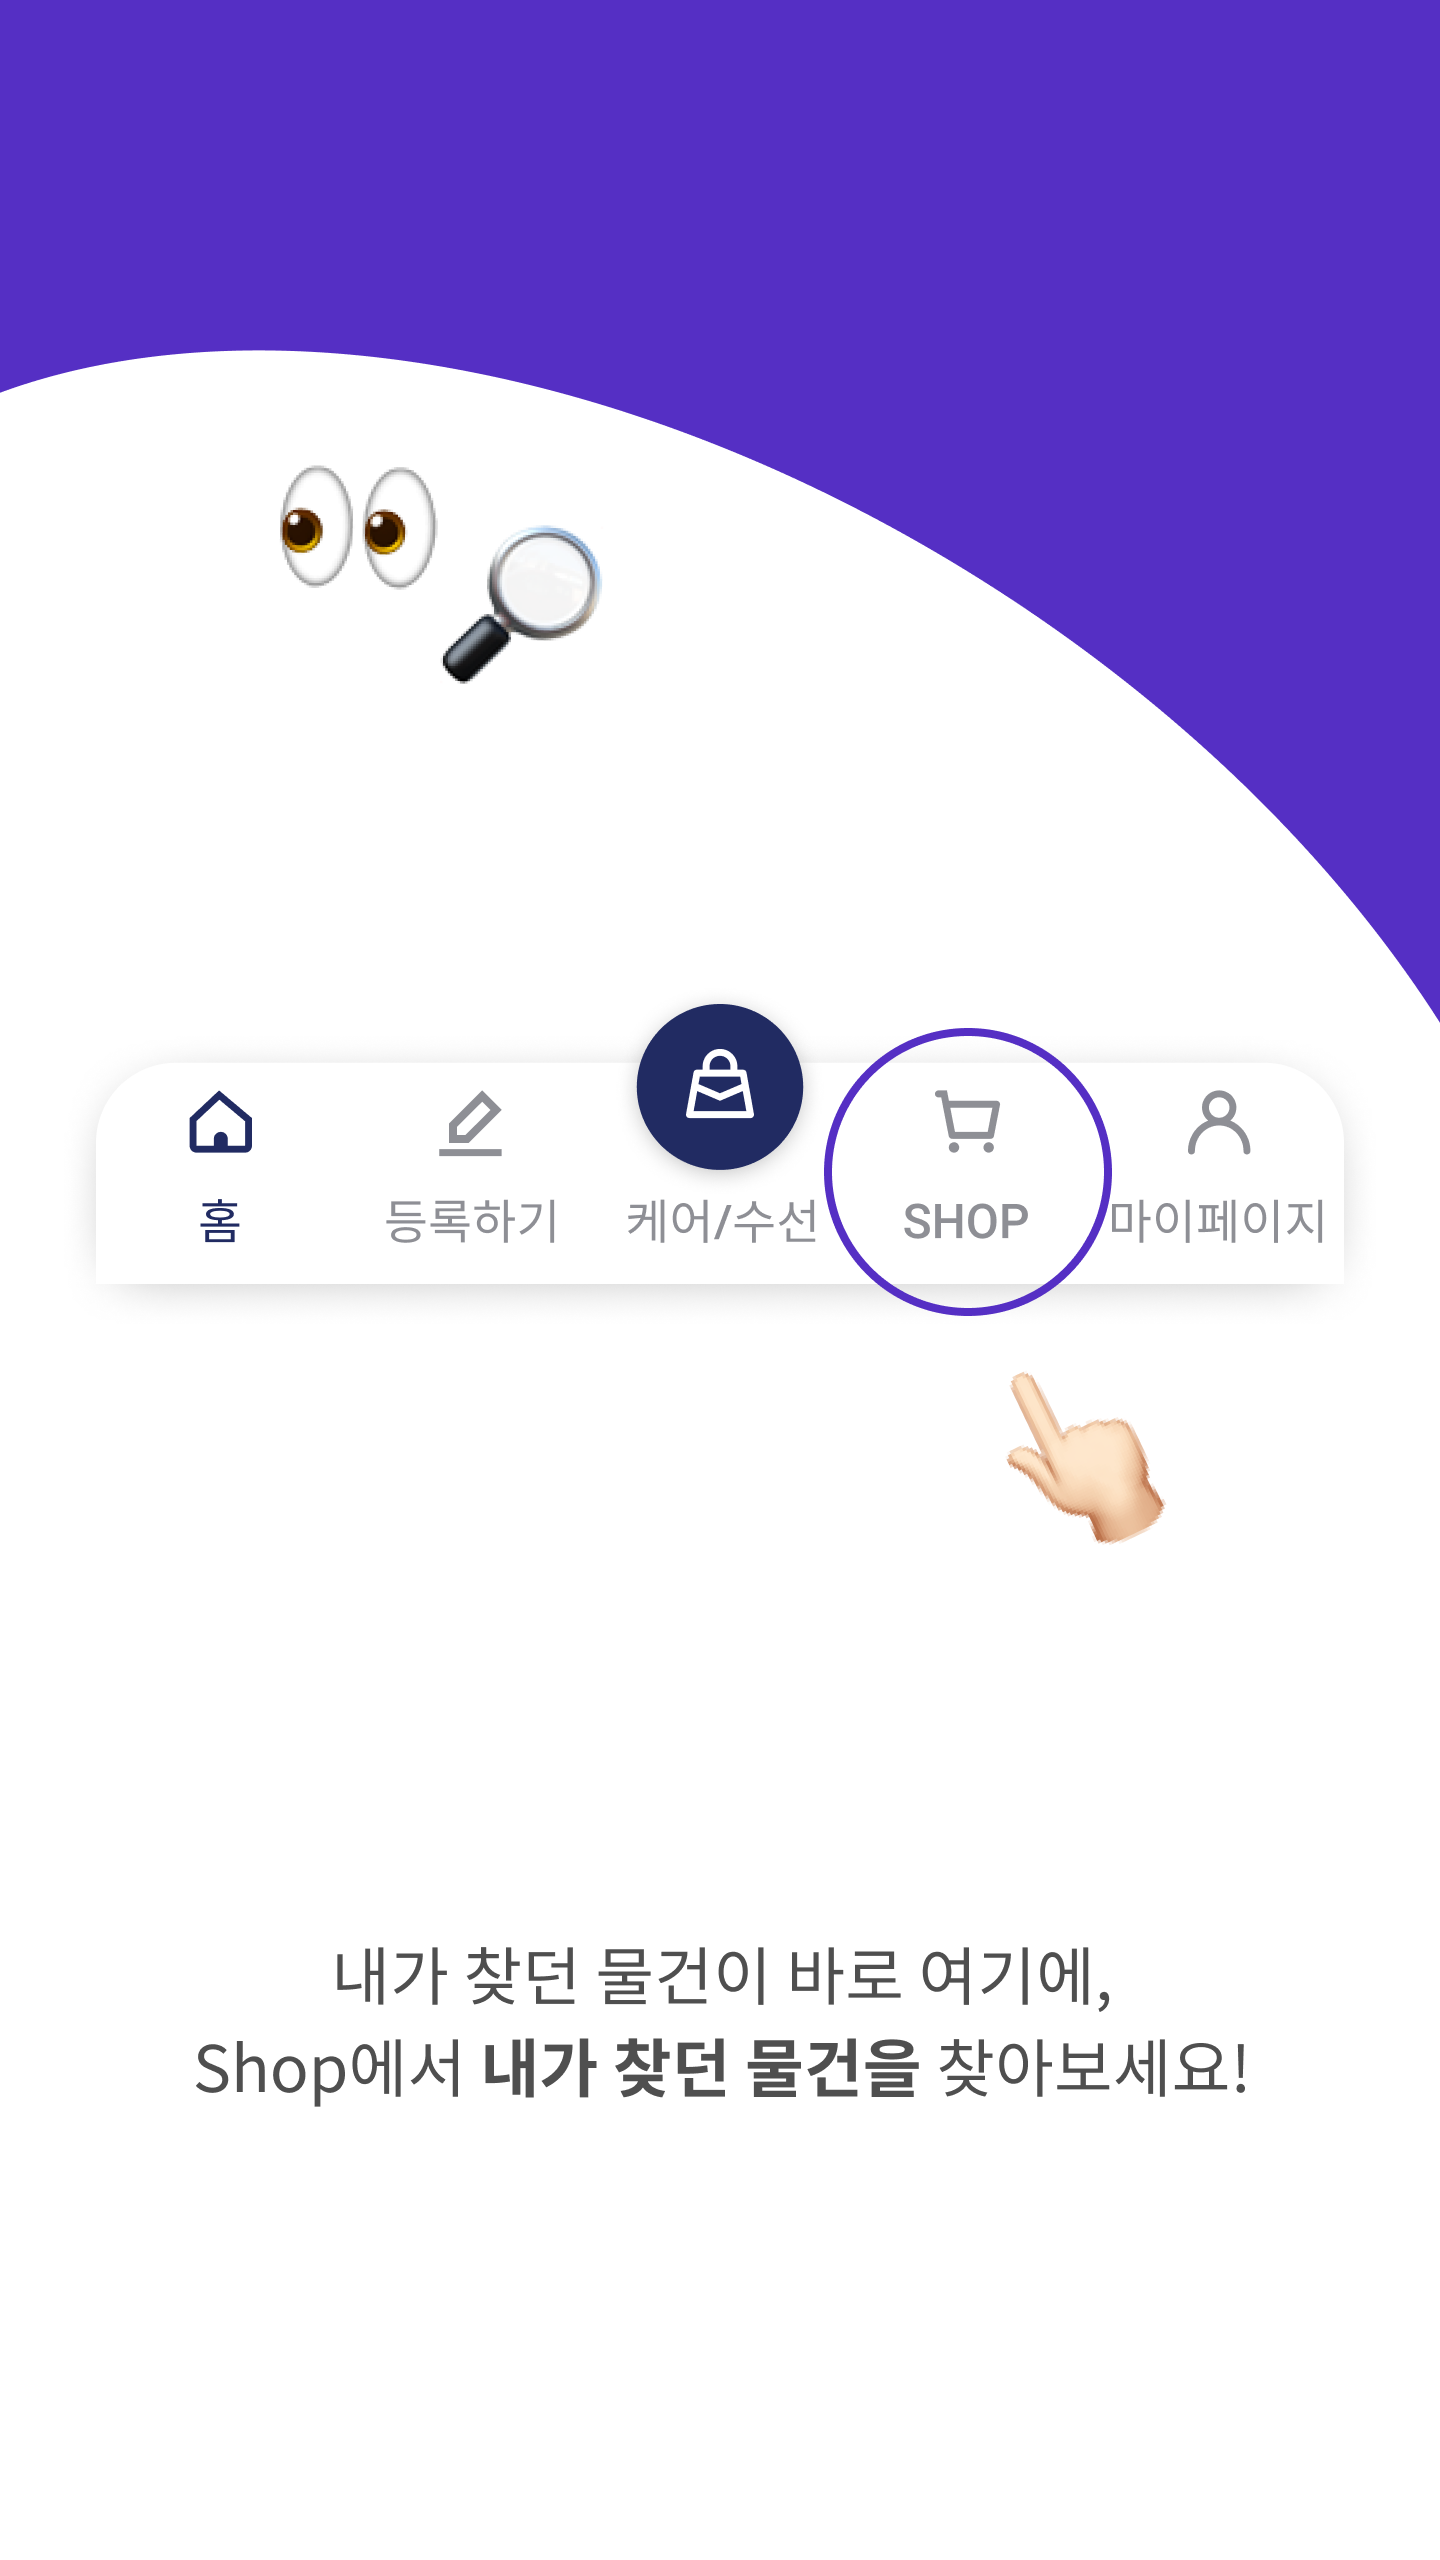 홈
등록하기
케어/수선
SHOP
마이페이지
내가 찾던 물건이 바로 여기에,
Shop에서 내가 찾던 물건을 찾아보세요!